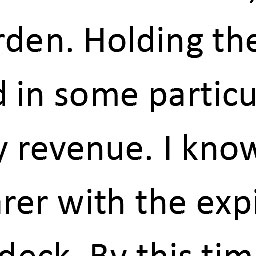 rden. Holding the
d in some particu
y revenue. I know
arer with the expi
dock. By this tim